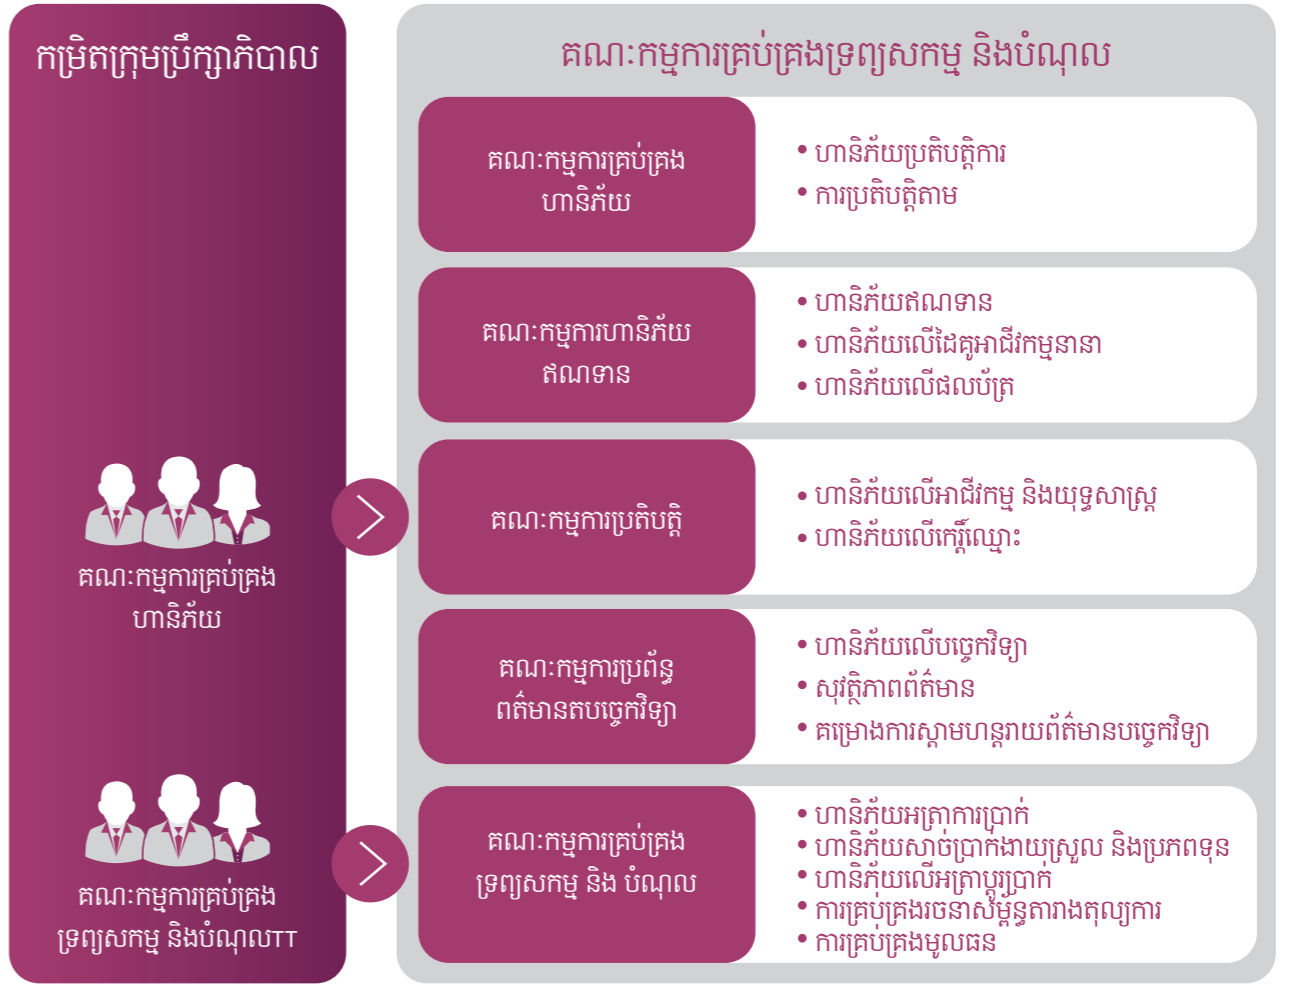 កម្រិតក្រុមប្រឹក្សាភិបាល
គណៈកម្មការគ្រប់គ្រង
ហានិភ័យ
គណៈកម្មការគ្រប់គ្រង
ទ្រព្យសកម្ម និងបំណុលTT
គណៈកម្មការគ្រប់គ្រងទ្រព្យសកម្ម និងបំណុល
គណៈកម្មការគ្រប់គ្រង
ហានិភ័យ
• ហានិភ័យប្រតិបត្តិការ
• ការប្រតិបត្តិតាម
គណៈកម្មការហានិភ័យ
ឥណទាន
• ហានិភ័យឥណទាន
• ហានិភ័យលើដៃគូអាជីវកម្មនានា
• ហានិភ័យលើផលប័ត្រ
គណៈកម្មការប្រតិបត្តិ
• ហានិភ័យលើអាជីវកម្ម និងយុទ្ធសាស្ត្រ
• ហានិភ័យលើកេរ្តិ៍ឈ្មោះ
គណៈកម្មការប្រព័ន្ធ
ពត៌មានតបច្ចេកវិទ្យា
• ហានិភ័យលើបច្ចេកវិទ្យា
• សុវត្ថិភាពព័ត៌មាន
• គម្រោងការស្តារមហន្តរាយព័ត៌មានបច្ចេកវិទ្យា
គណៈកម្មការគ្រប់គ្រង
ទ្រព្យសកម្ម និង បំណុល
• ហានិភ័យអត្រាការប្រាក់
• ហានិភ័យសាច់ប្រាក់ងាយស្រួល និងប្រភពទុន
• ហានិភ័យលើអត្រាប្តូរប្រាក់
• ការគ្រប់គ្រងរចនាសម្ព័ន្ធតារាងតុល្យការ
• ការគ្រប់គ្រងមូលធន